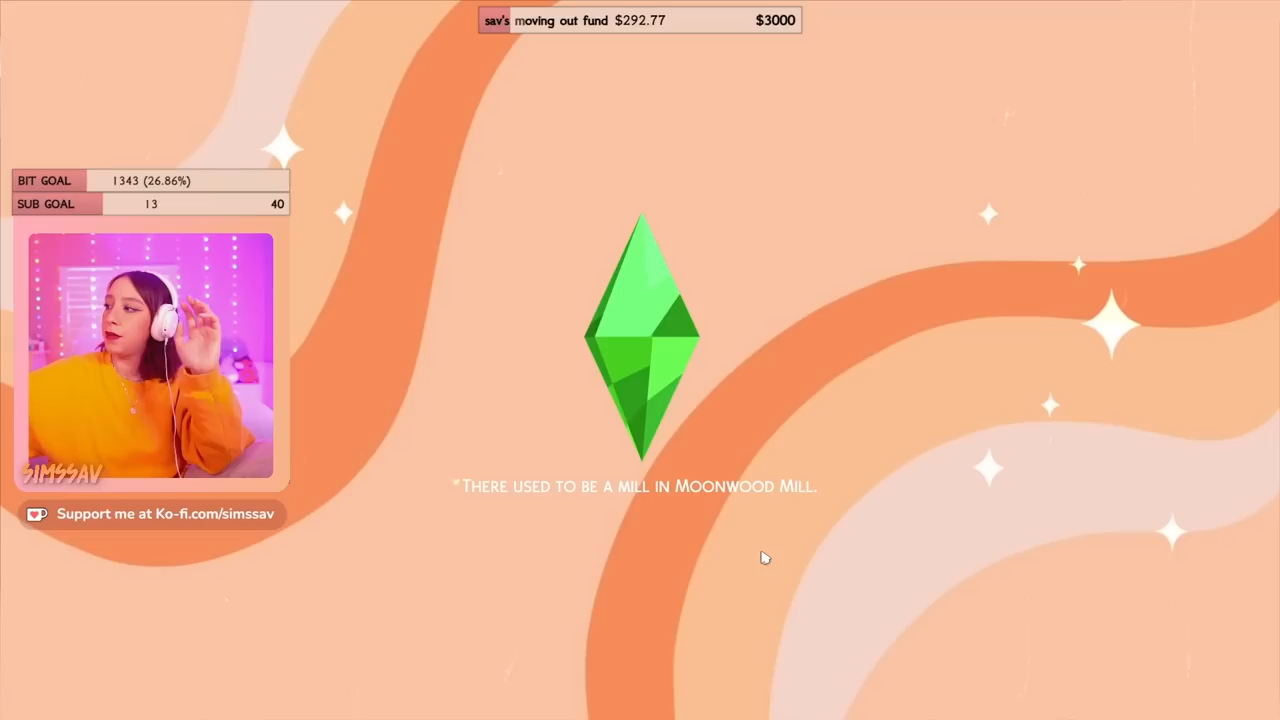 sav's moving out fund $292.77 $3000
BIT GOAL 1343 (26.86%)
SUB GOAL 13 40
SIMSSAV
Support me at Ko-fi.com/simssav
THERE USED TO BE A MILL IN MOONWOOD MILL.